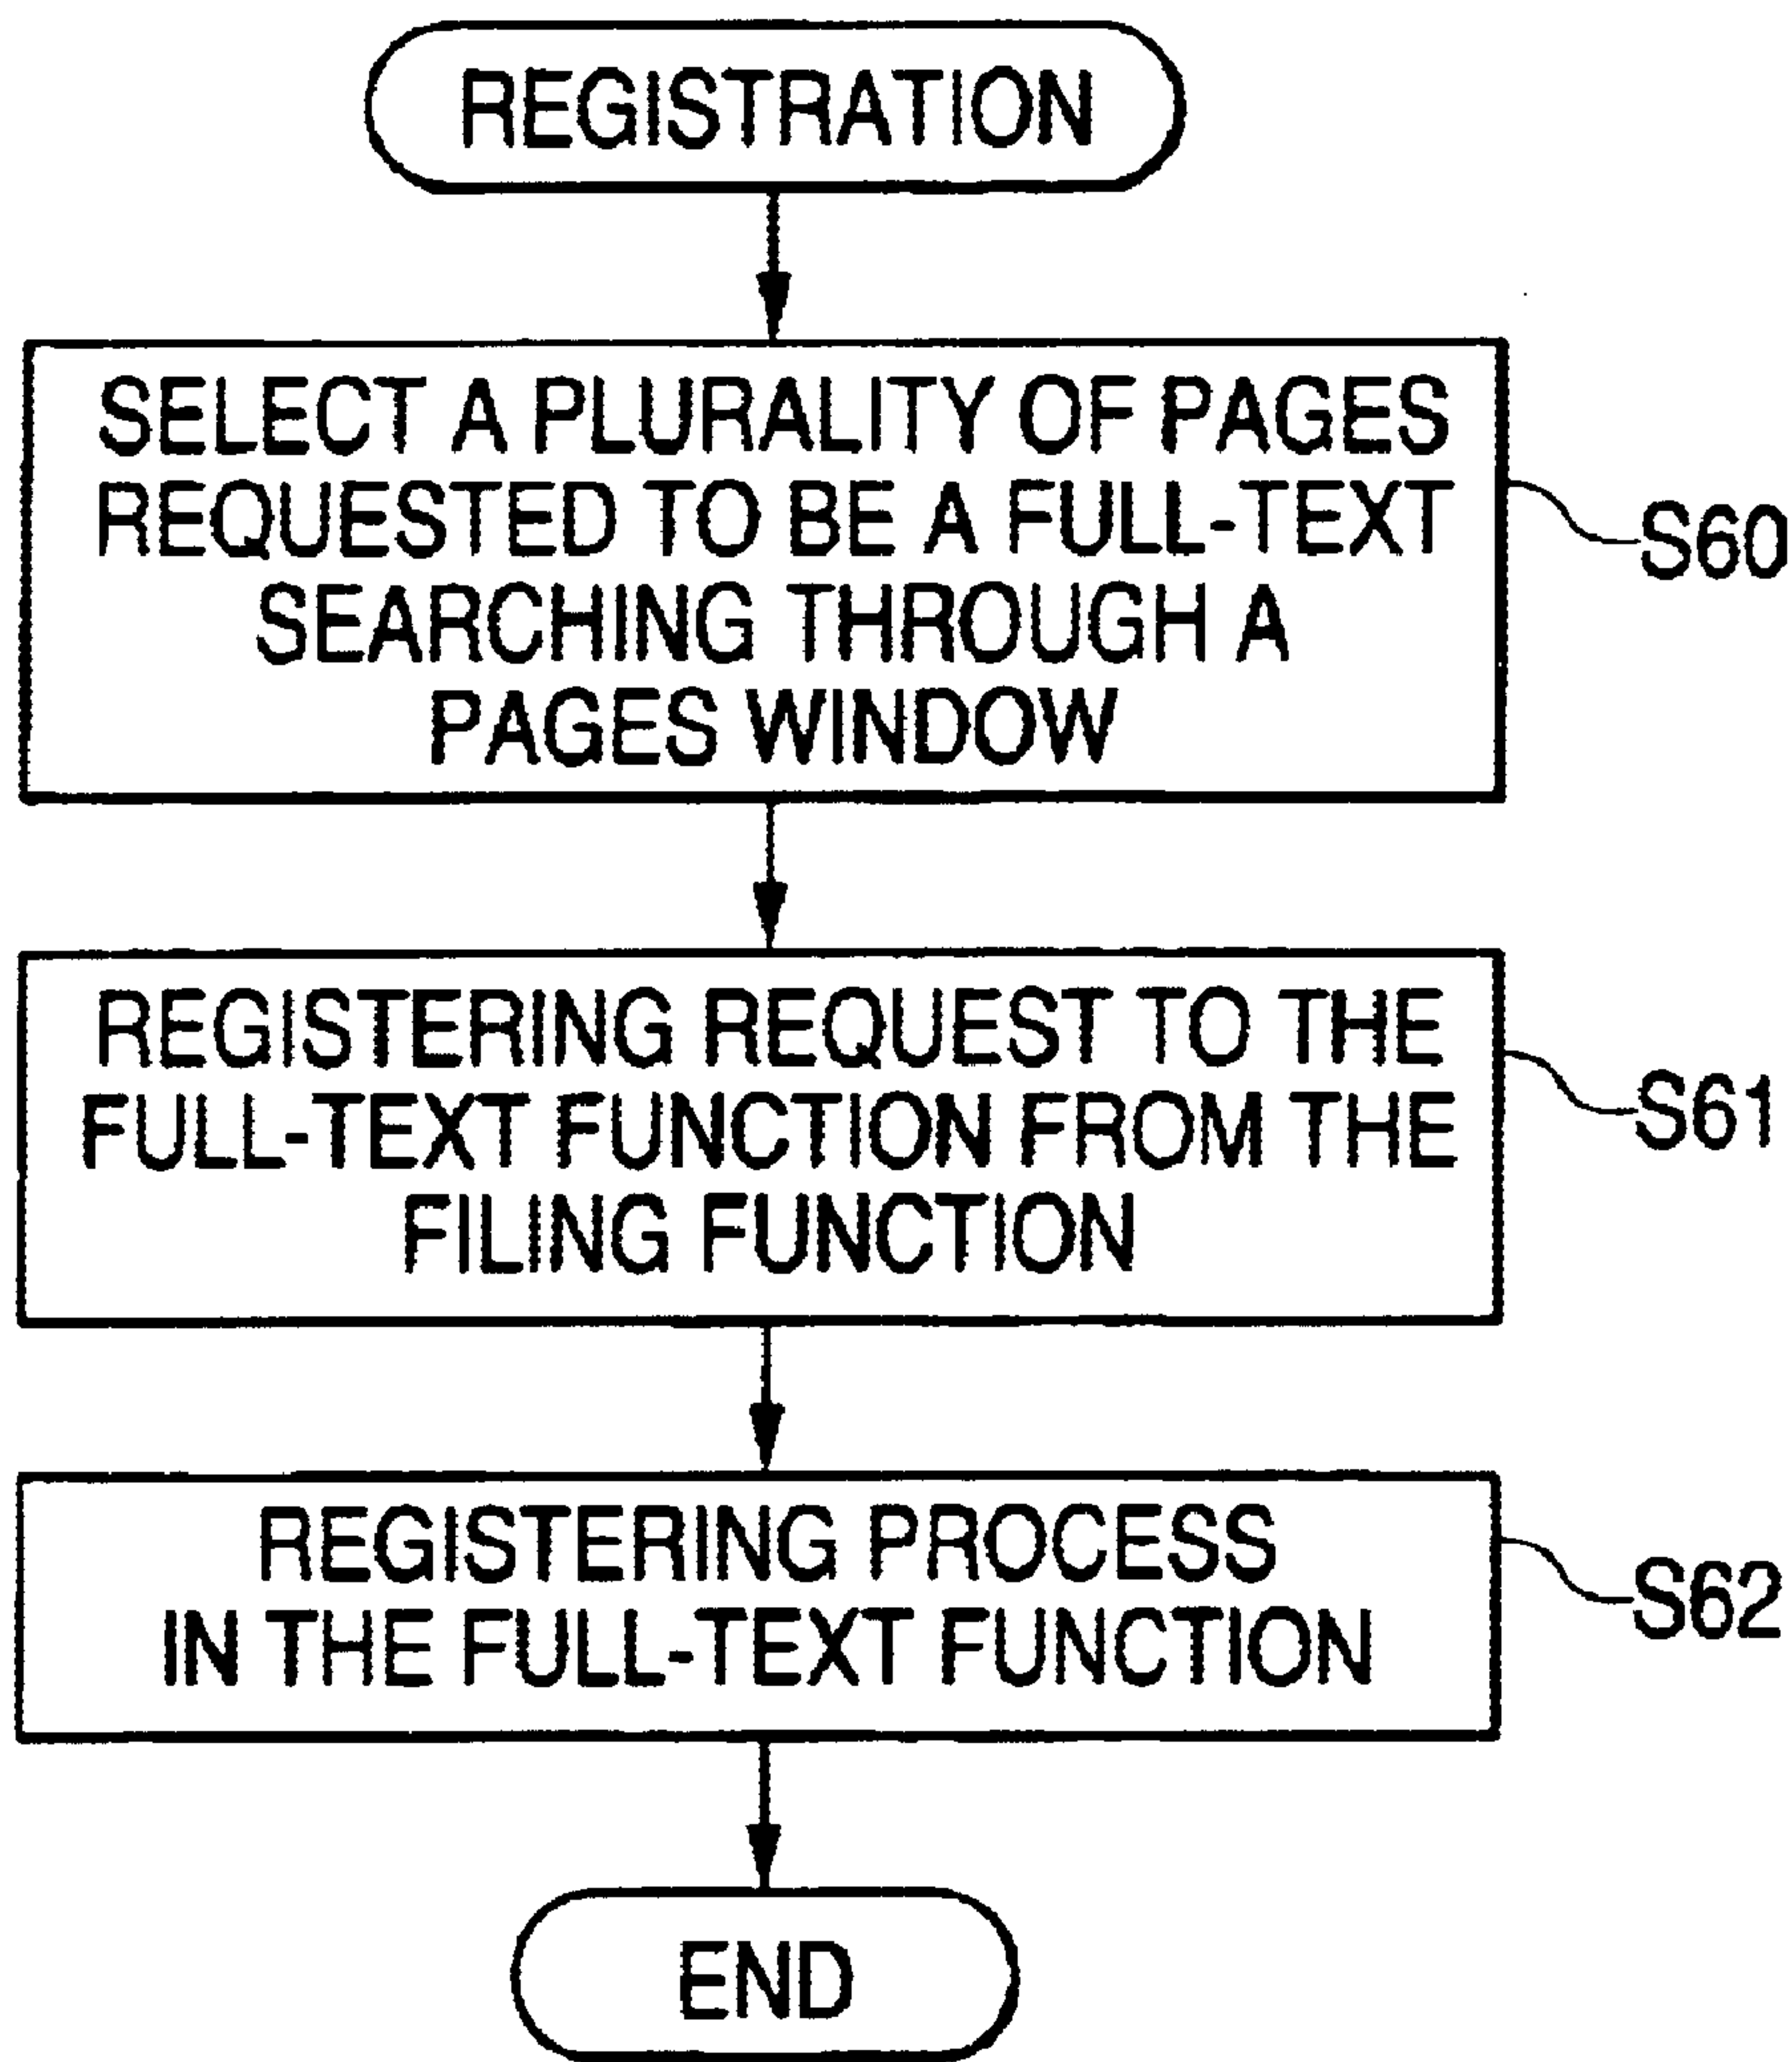 REGISTRATION
SELECT A PLURALITY OF PAGES
REQUESTED TO BE A FULL-TEXT
SEARCHING THROUGH A
PAGES WINDOW
S60
REGISTERING REQUEST TO THE
FULL-TEXT FUNCTION FROM THE
FILING FUNCTION
S61
REGISTERING PROCESS
IN THE FULL-TEXT FUNCTION
S62
END